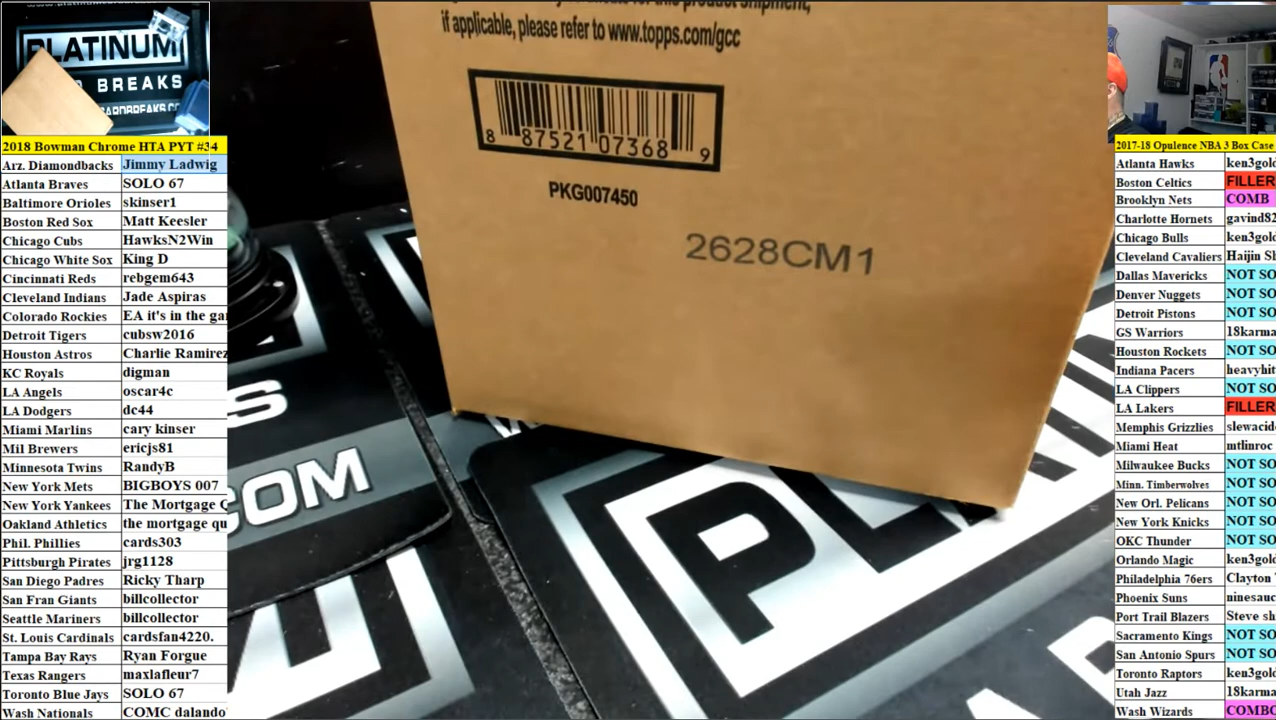 PLATINUM
BREAKS
if applicable, please refer to www.topps.com/gcc
8 87521 07368 9
PKG007450
2628CM1
S
.COM
2018 Bowman Chrome HTA PYT #34
Arz. Diamondbacks Jimmy Ladwig
Atlanta Braves SOLO 67
Baltimore Orioles skinser1
Boston Red Sox Matt Keesler
Chicago Cubs HawksN2Win
Chicago White Sox King D
Cincinnati Reds rebgem643
Cleveland Indians Jade Aspiras
Colorado Rockies EA it's in the
Detroit Tigers cubsw2016
Houston Astros Charlie Ramirez
KC Royals digman
LA Angels oscar4c
LA Dodgers dc44
Miami Marlins cary kinser
Mil Brewers ericjs81
Minnesota Twins RandyB
New York Mets BIGBOYS 007
New York Yankees The Mortgage
Oakland Athletics the mortgage qu
Phil. Phillies cards303
Pittsburgh Pirates jrg1128
San Diego Padres Ricky Tharp
San Fran Giants billcollector
Seattle Mariners billcollector
St. Louis Cardinals cardsfan4220.
Tampa Bay Rays Ryan Forgue
Texas Rangers maxlafleur7
Toronto Blue Jays SOLO 67
Wash Nationals COMC dalando
2017-18 Opulence NBA 3 Box Case
Atlanta Hawks ken3gold
Boston Celtics FILLER
Brooklyn Nets COMB
Charlotte Hornets gavind82
Chicago Bulls ken3gold
Cleveland Cavaliers Haijin Sh
Dallas Mavericks NOT SO
Denver Nuggets NOT SO
Detroit Pistons NOT SO
GS Warriors 18karma
Houston Rockets NOT SO
Indiana Pacers heavyhit
LA Clippers NOT SO
LA Lakers FILLER
Memphis Grizzlies slewacid
Miami Heat mtlinroc
Milwaukee Bucks NOT SO
Minn. Timberwolves NOT SO
New Orl. Pelicans NOT SO
New York Knicks NOT SO
OKC Thunder NOT SO
Orlando Magic ken3gold
Philadelphia 76ers Clayton
Phoenix Suns ninesauc
Port Trail Blazers Steve sh
Sacramento Kings NOT SO
San Antonio Spurs NOT SO
Toronto Raptors ken3gold
Utah Jazz 18karma
Wash Wizards COMBO